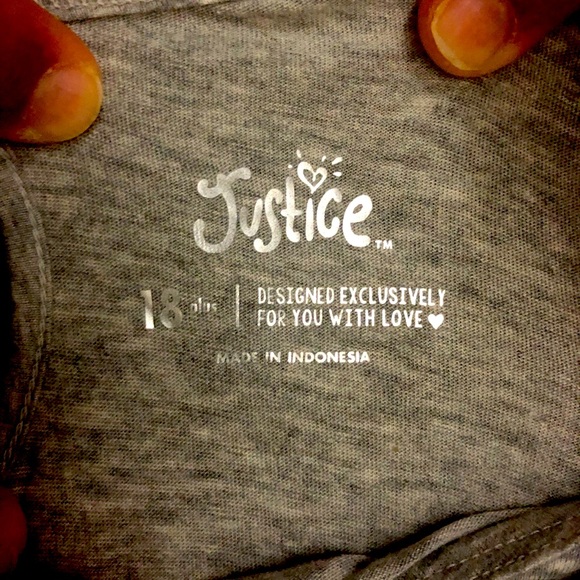 Justice™
18 plus
DESIGNED EXCLUSIVELY
FOR YOU WITH LOVE ♥
MADE IN INDONESIA